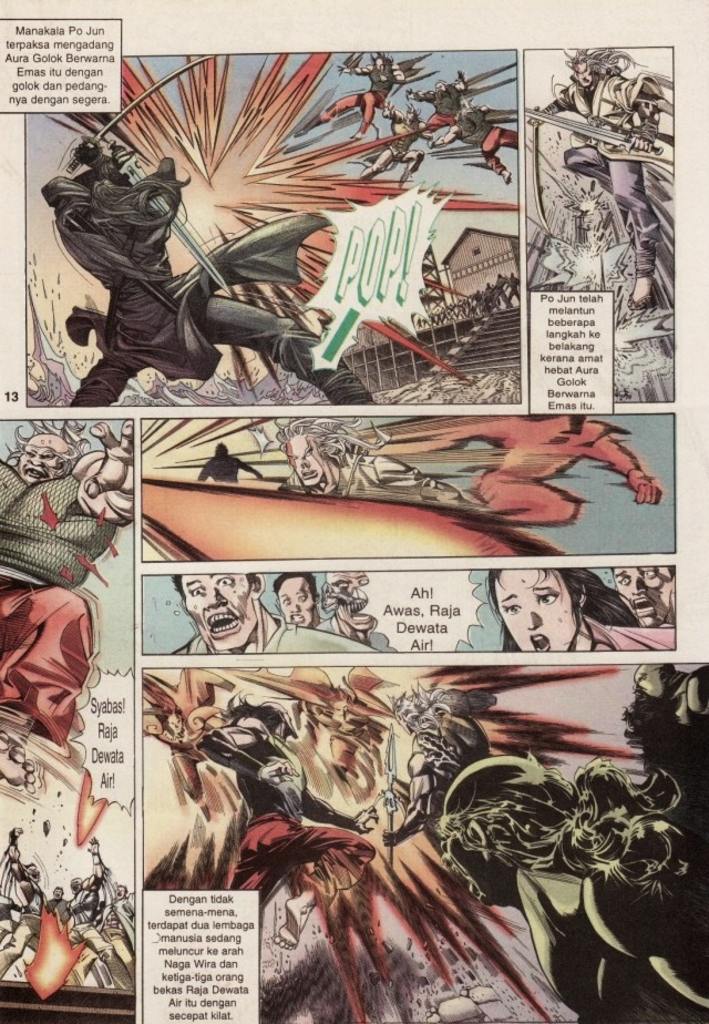 Manakala Po Jun
terpaksa mengadang
Aura Golok Berwarna
Emas itu dengan
golok dan pedang-
nya dengan segera.
POP!
Po Jun telah
melantun
beberapa
langkah ke
belakang
kerana amat
hebat Aura
Golok
Berwarna
Emas itu.
13
Ah!
Awas, Raja
Dewata
Air!
Syabas!
Raja
Dewata
Air!
Dengan tidak
semena-mena,
terdapat dua lembaga
manusia sedang
meluncur ke arah
Naga Wira dan
ketiga-tiga orang
bekas Raja Dewata
Air itu dengan
secepat kilat.